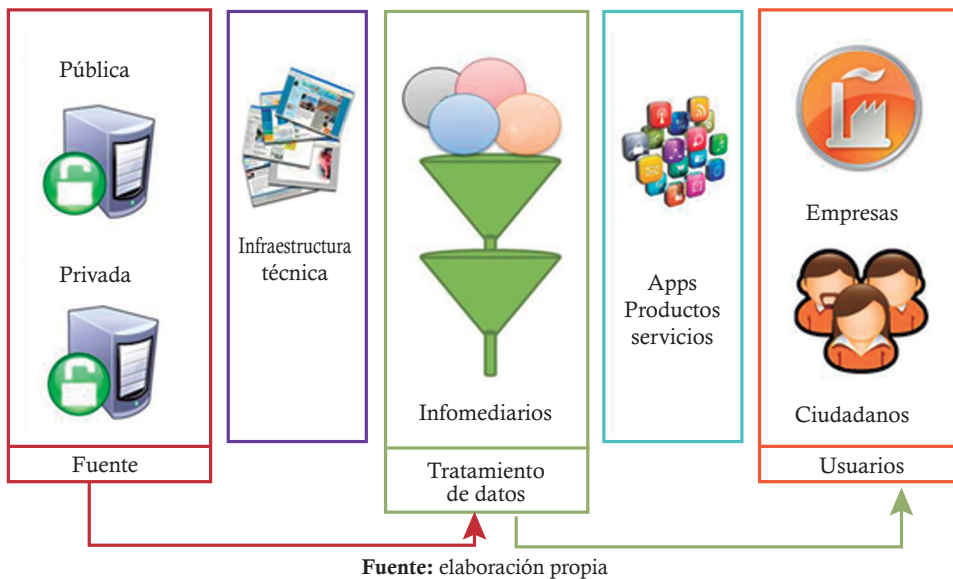 Pública
Privada
Fuente
Infraestructura
técnica
Infomediarios
Tratamiento
de datos
Apps
Productos
servicios
Empresas
Ciudadanos
Usuarios
Fuente: elaboración propia